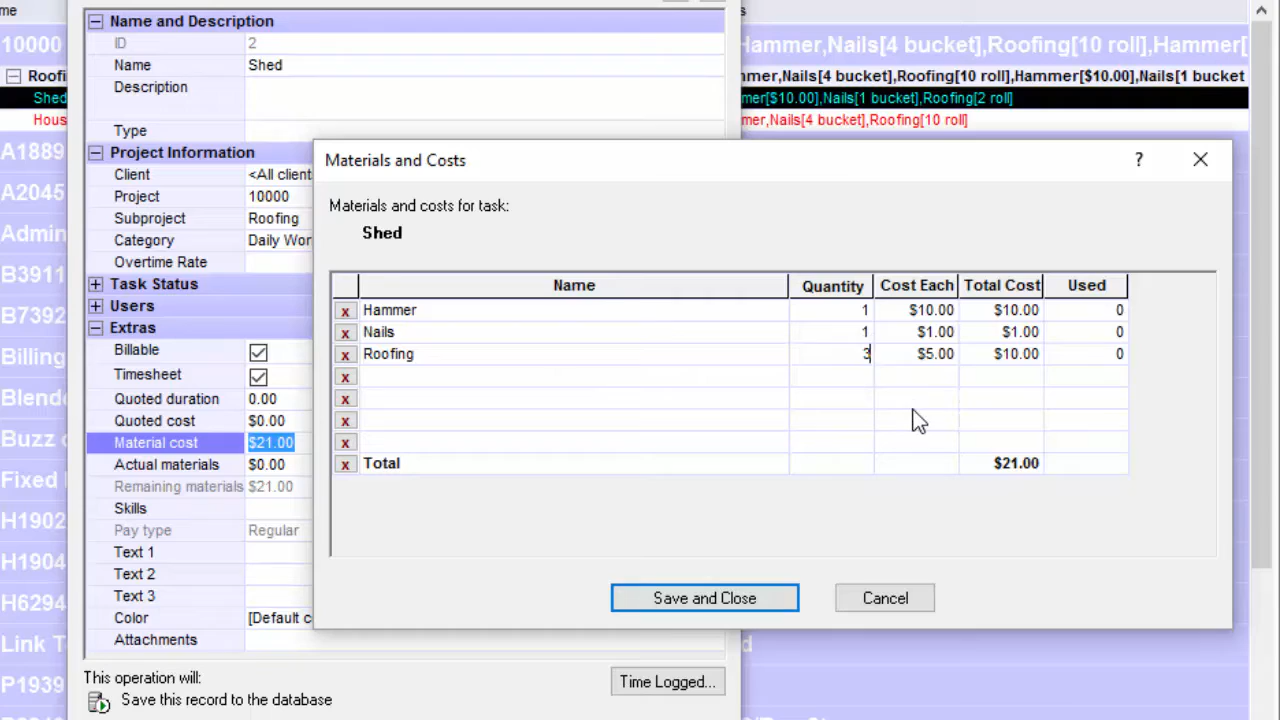 me
s
10000
Roofi
Shed
Hous
A1889
A2045
Admin
B3911
B7392
Billing
Blend
Buzz
Fixed
H1902
H1904
H6294
Link T
P1939
Hammer,Nails[4 bucket],Roofing[10 roll],Hammer[
mer,Nails[4 bucket],Roofing[10 roll],Hammer[$10.00],Nails[1 bucket
mer[$10.00],Nails[1 bucket],Roofing[2 roll]
mer,Nails[4 bucket],Roofing[10 roll]
d
Name and Description
ID 2
Name Shed
Description
Type
Project Information
Client <All client
Project 10000
Subproject Roofing
Category Daily Wor
Overtime Rate
Task Status
Users
Extras
Billable
Timesheet
Quoted duration 0.00
Quoted cost $0.00
Material cost $21.00
Actual materials $0.00
Remaining materials $21.00
Skills
Pay type Regular
Text 1
Text 2
Text 3
Color [Default c
Attachments
This operation will:
Save this record to the database
Time Logged...
Materials and Costs ?
Materials and costs for task:
Shed
Name Quantity Cost Each Total Cost Used
x Hammer 1 $10.00 $10.00 0
x Nails 1 $1.00 $1.00 0
x Roofing 3 $5.00 $10.00 0
x
x
x
x
x Total $21.00
Save and Close Cancel